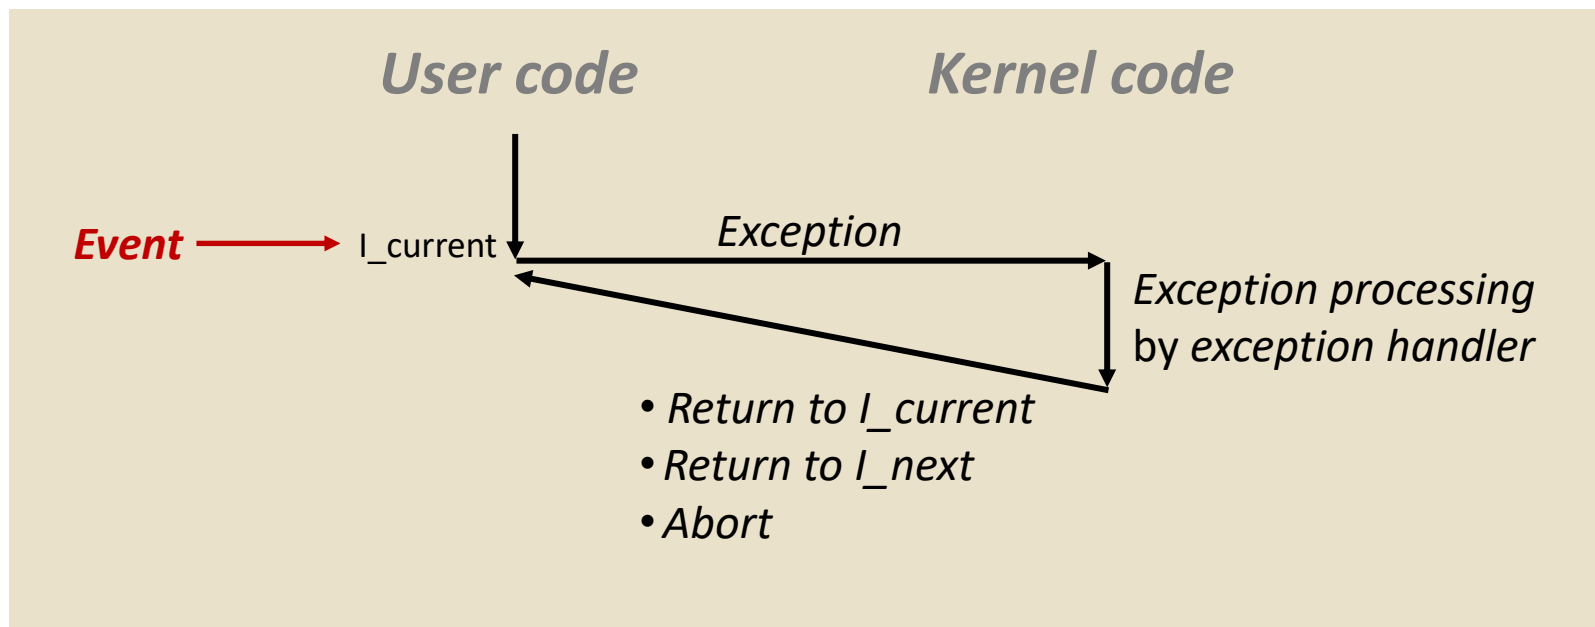 User code
Kernel code
Event
I_current
Exception
Exception processing
by exception handler
• Return to I_current
• Return to I_next
• Abort